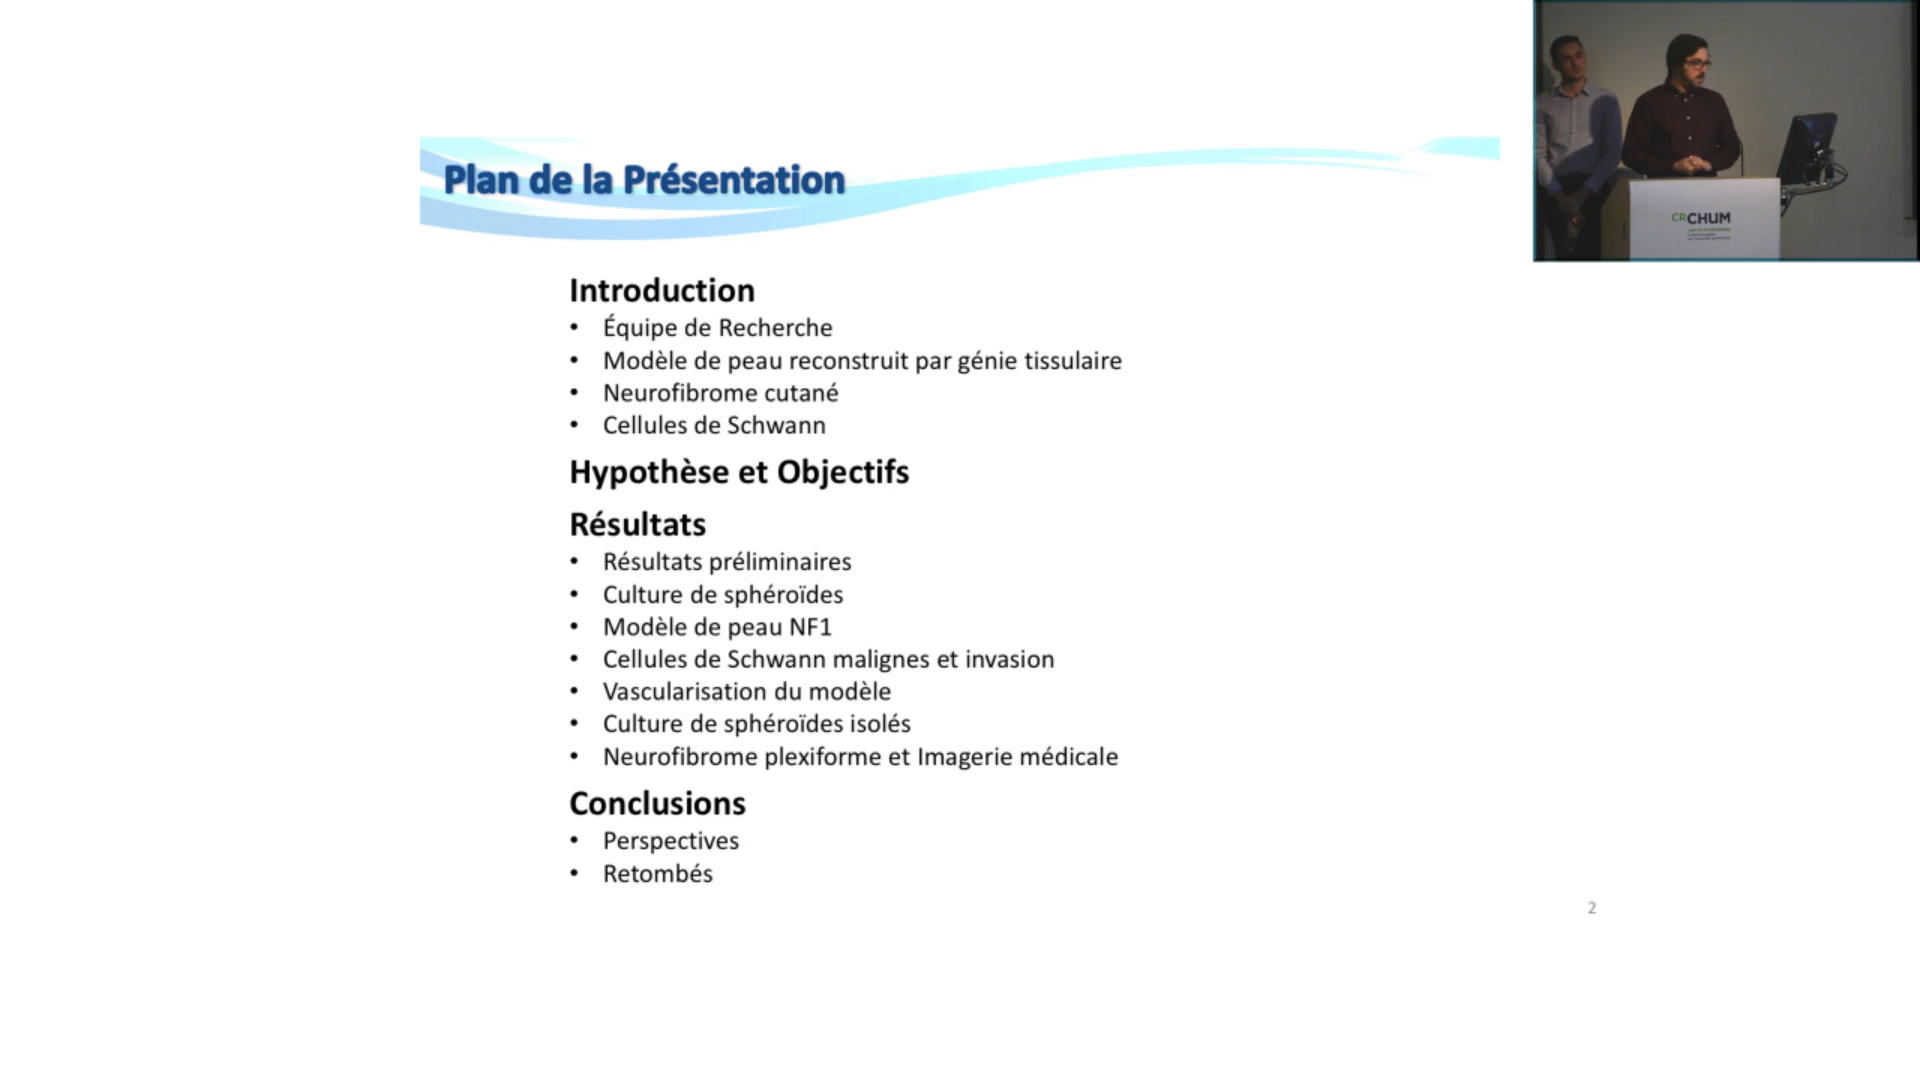 Plan de la Présentation
CRCHUM
Introduction
• Équipe de Recherche
• Modèle de peau reconstruit par génie tissulaire
• Neurofibrome cutané
• Cellules de Schwann
Hypothèse et Objectifs
Résultats
• Résultats préliminaires
• Culture de sphéroïdes
• Modèle de peau NF1
• Cellules de Schwann malignes et invasion
• Vascularisation du modèle
• Culture de sphéroïdes isolés
• Neurofibrome plexiforme et Imagerie médicale
Conclusions
• Perspectives
• Retombés
2